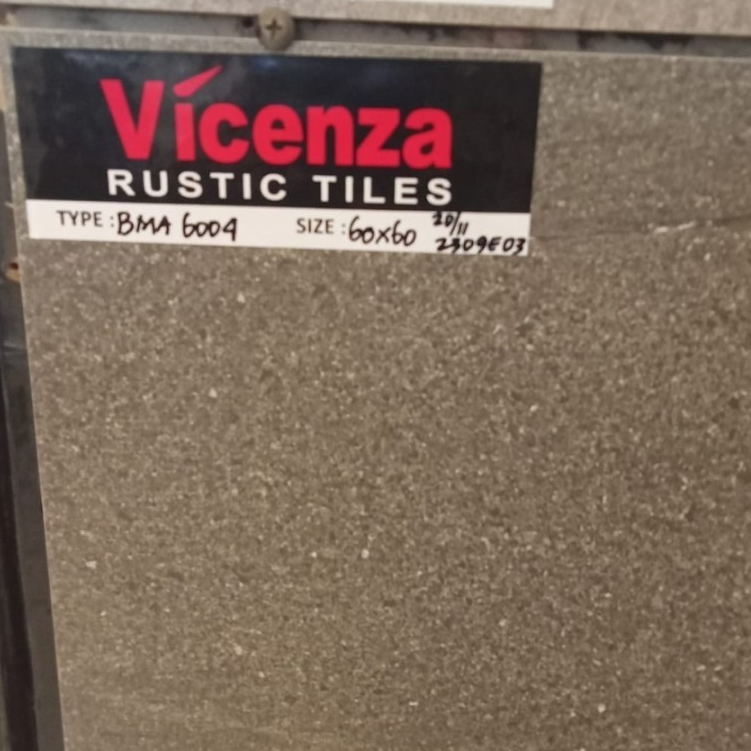 Vicenza
RUSTIC TILES
TYPE : BMA 6004 SIZE : 60x60 20/11
2309E03